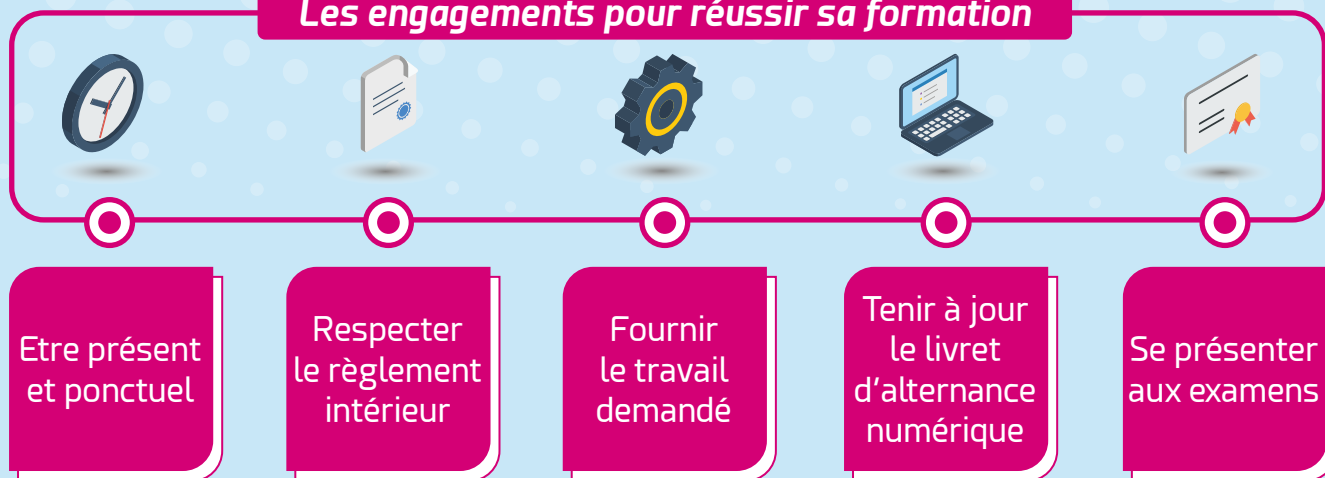 Les engagements pour réussir sa formation
Etre présent
et ponctuel
Respecter
le règlement
intérieur
Fournir
le travail
demandé
Tenir à jour
le livret
d’alternance
numérique
Se présenter
aux examens